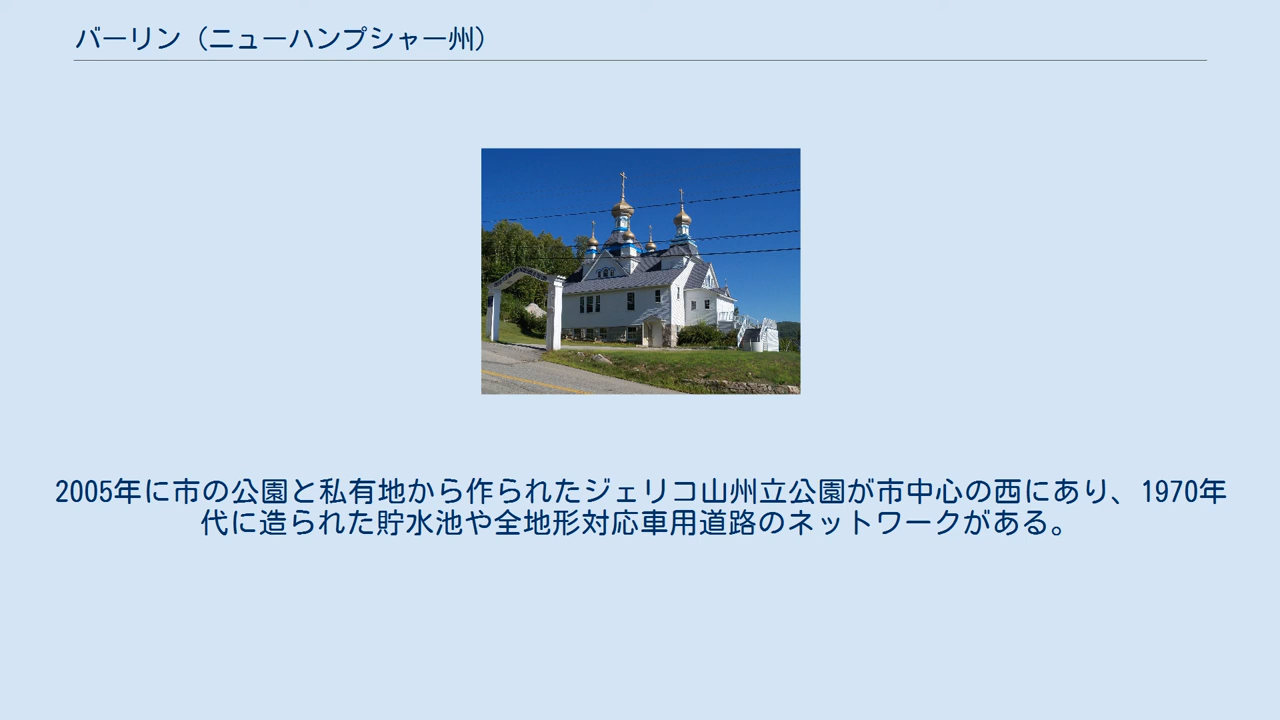 バーリン（ニューハンプシャー州）
2005年に市の公園と私有地から作られたジェリコ山州立公園が市中心の西にあり、1970年
代に造られた貯水池や全地形対応車用道路のネットワークがある。